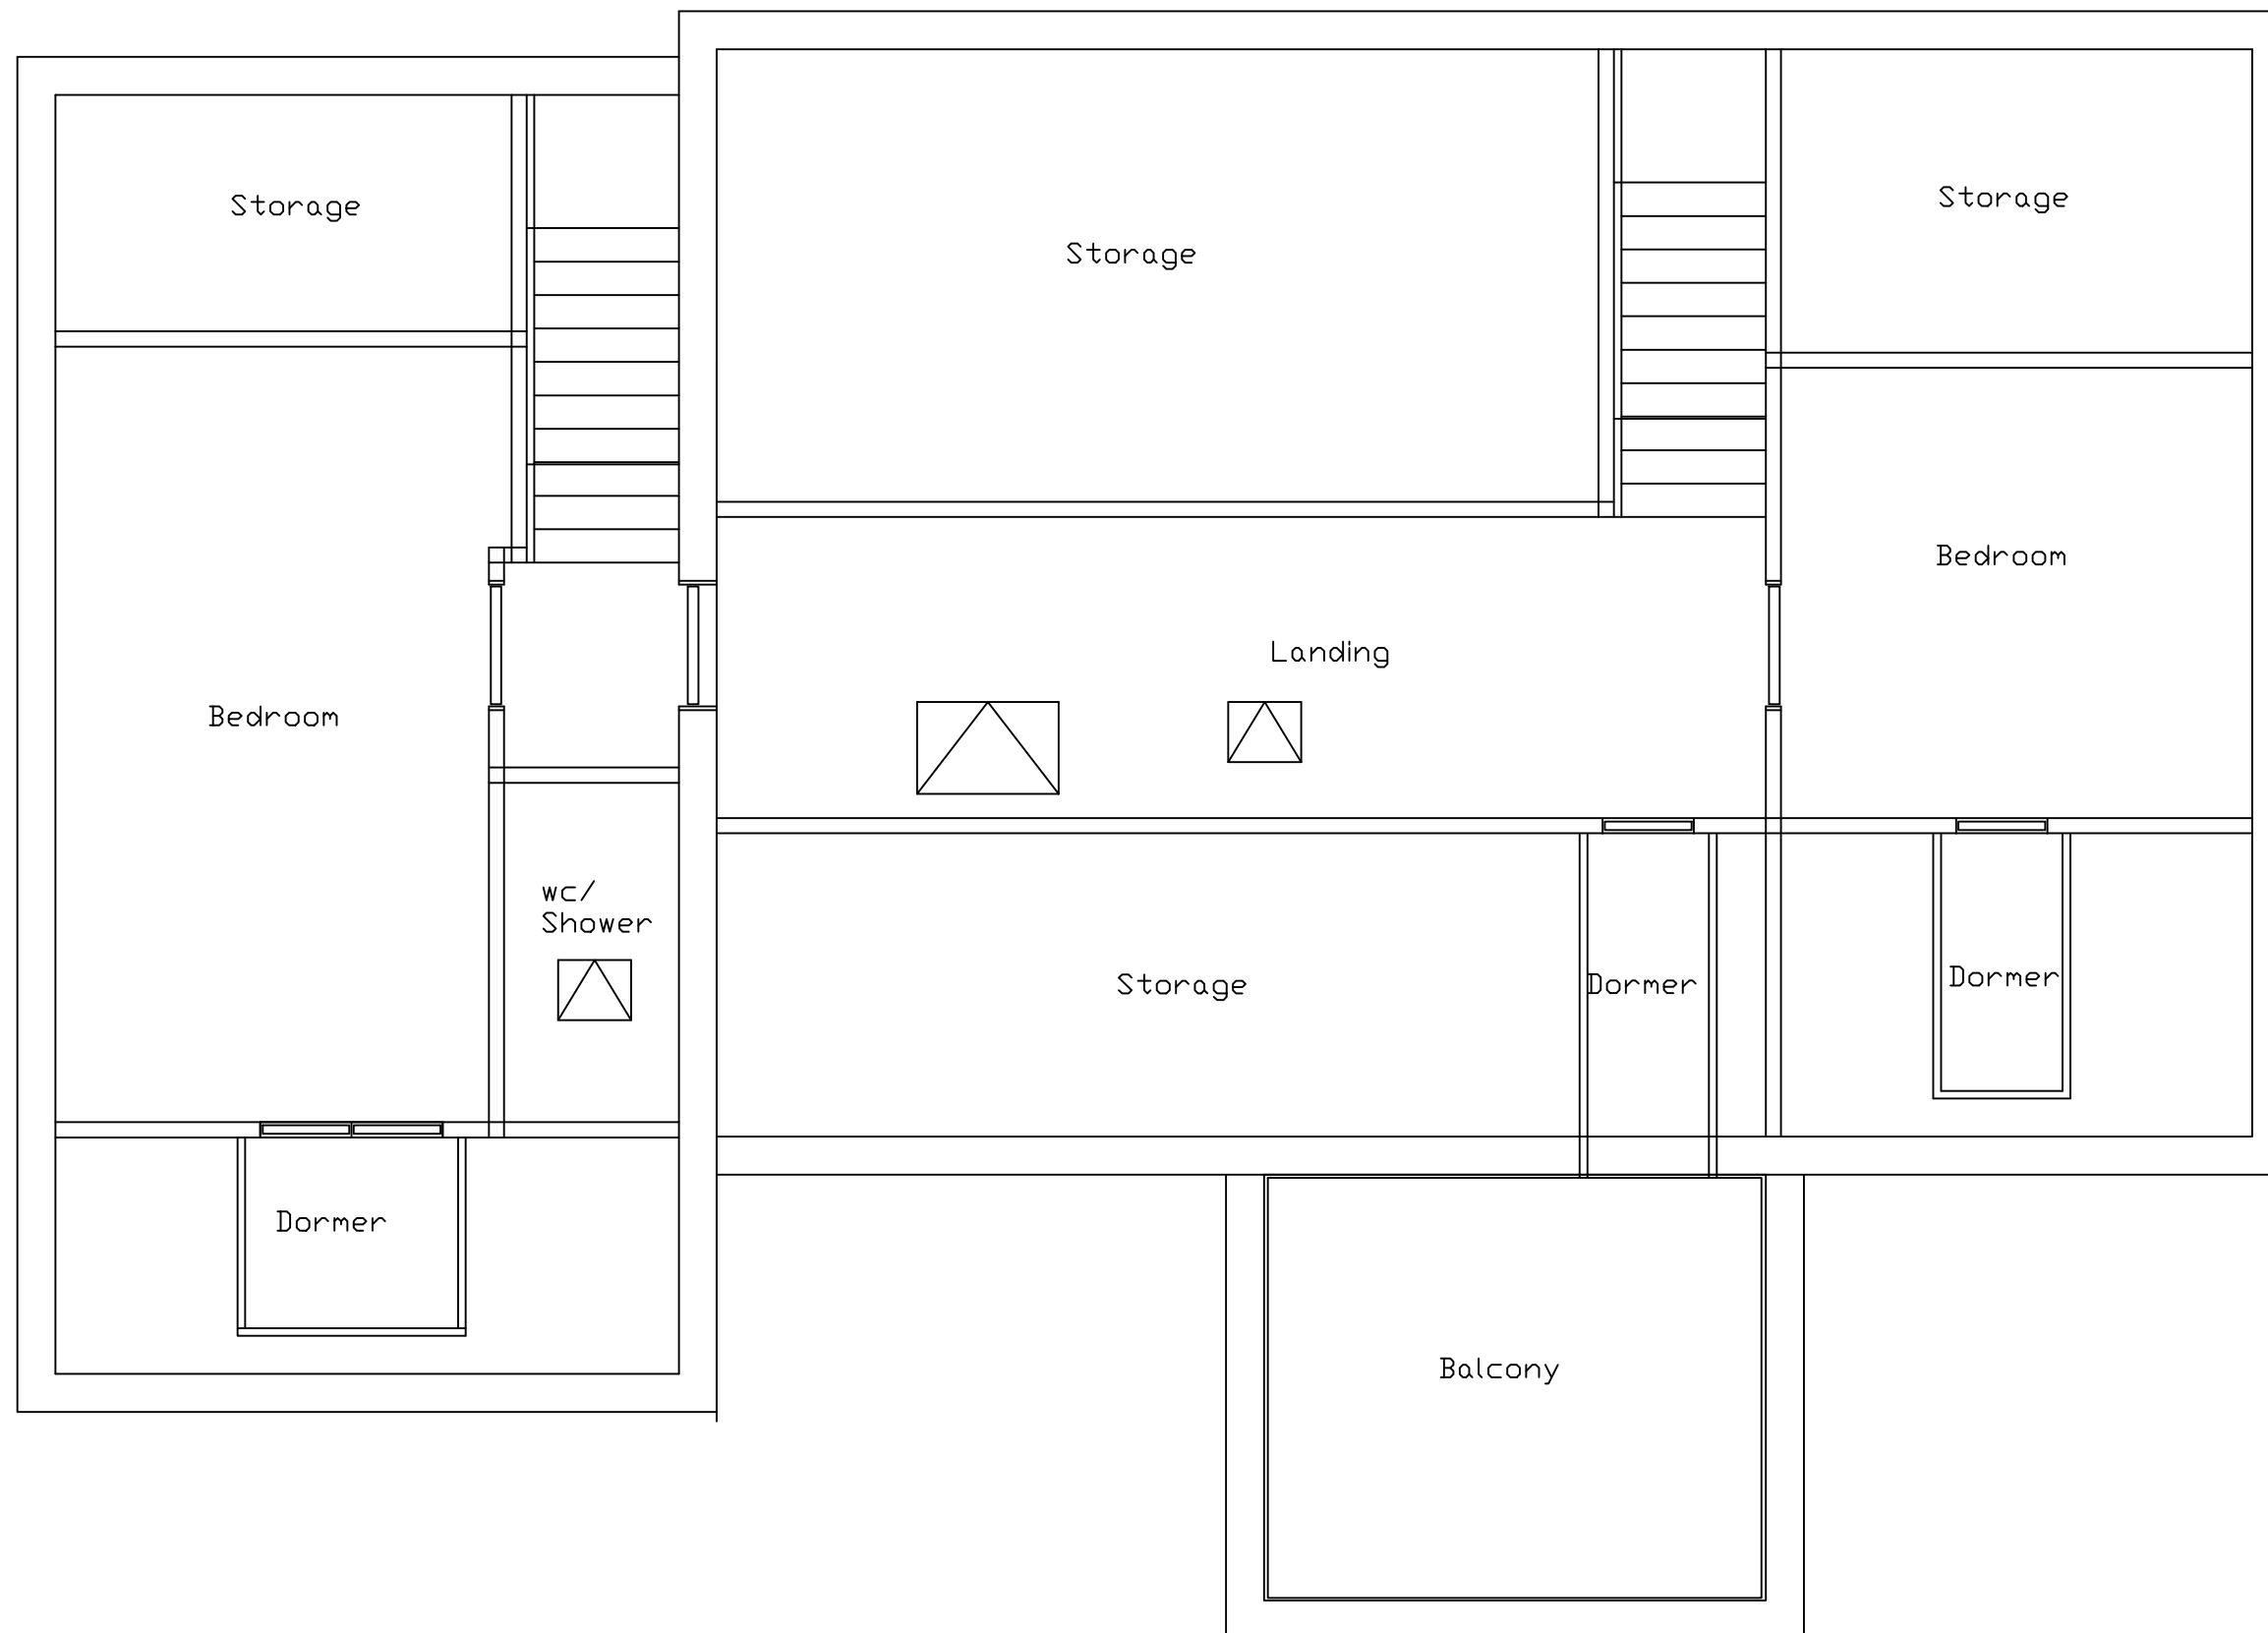 Storage
Storage
Storage
Bedroom
Landing
Bedroom
wc/
Shower
Storage
Dormer
Dormer
Dormer
Balcony